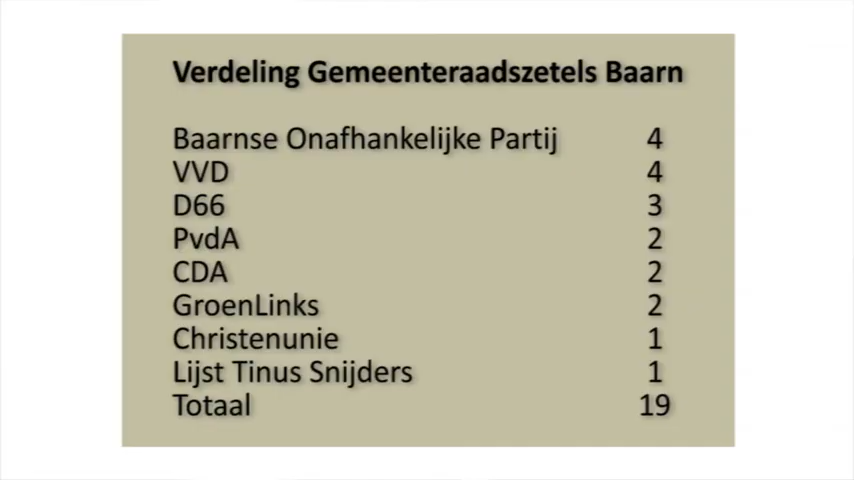 Verdeling Gemeenteraadszetels Baarn
Baarnse Onafhankelijke Partij 4
VVD 4
D66 3
PvdA 2
CDA 2
GroenLinks 2
Christenunie 1
Lijst Tinus Snijders 1
Totaal 19